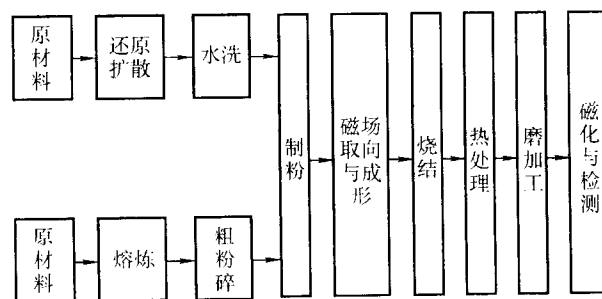 原材料
还原
扩散
水洗
原材料
熔炼
粗粉碎
制粉
磁场
取向
与成
形
烧结
热处理
磨加工
磁化与检测